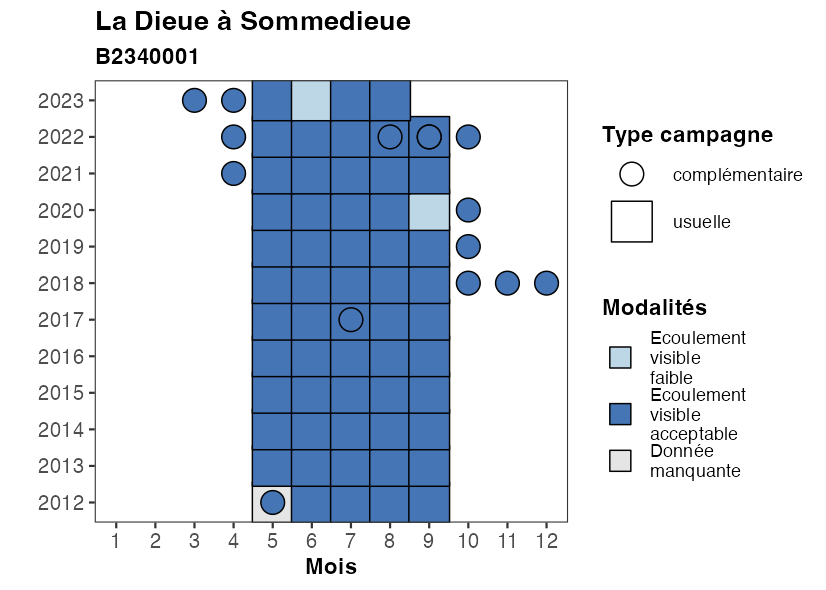 La Dieue à Sommedieue
B2340001
2023
2022
2021
2020
2019
2018
2017
2016
2015
2014
2013
2012
1 2 3 4 5 6 7 8 9 10 11 12
Mois
Type campagne
complémentaire
usuelle
Modalités
Ecoulement
visible
faible
Ecoulement
visible
acceptable
Donnée
manquante